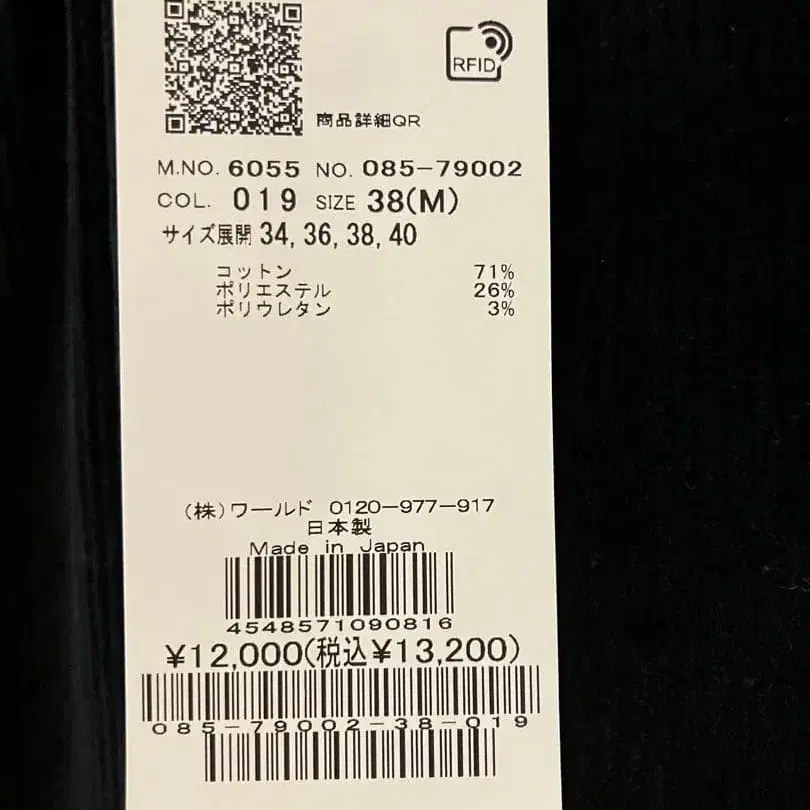 RFID
商品詳細QR
M.NO. 6055 NO. 085-79002
COL. 019 SIZE 38(M)
サイズ展開 34, 36, 38, 40
コットン 71%
ポリエステル 26%
ポリウレタン 3%
(株)ワールド 0120-977-917
日本製
Made in Japan
4548571090816
¥12,000(税込¥13,200)
085-79002-38-019